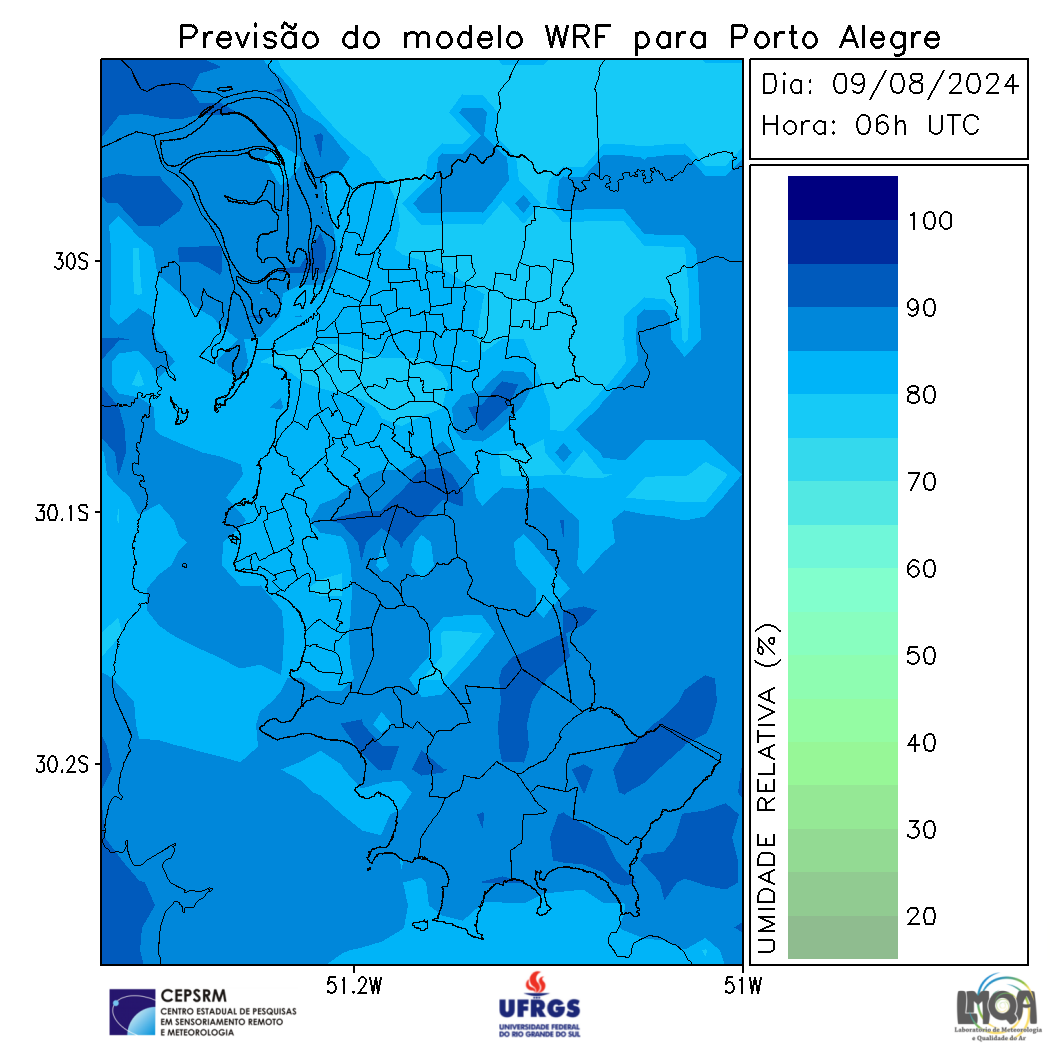 Previsão do modelo WRF para Porto Alegre
Dia: 09/08/2024
Hora: 06h UTC
30S
30.1S
30.2S
51.2W
51W
100
90
80
70
60
50
40
30
20
UMIDADE RELATIVA (%)
CEPSRM
CENTRO ESTADUAL DE PESQUISAS
EM SENSORIAMENTO REMOTO
E METEOROLOGIA
UFRGS
UNIVERSIDADE FEDERAL
DO RIO GRANDE DO SUL
LMQA
Laboratório de Meteorologia
e Qualidade do Ar